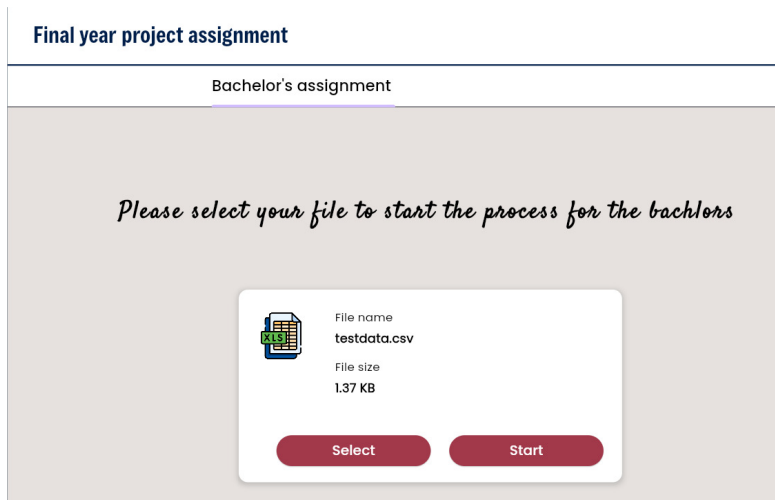 Final year project assignment
Bachelor's assignment
Please select your file to start the process for the bachlors
File name
testdata.csv
XLS
File size
1.37 KB
Select Start